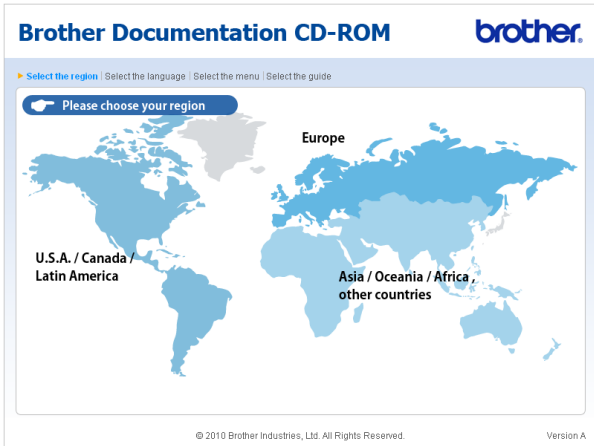 Brother Documentation CD-ROM
brother.
Select the region | Select the language | Select the menu | Select the guide
Please choose your region
Europe
U.S.A. / Canada /
Latin America
Asia / Oceania / Africa ,
other countries
© 2010 Brother Industries, Ltd. All Rights Reserved.
Version A